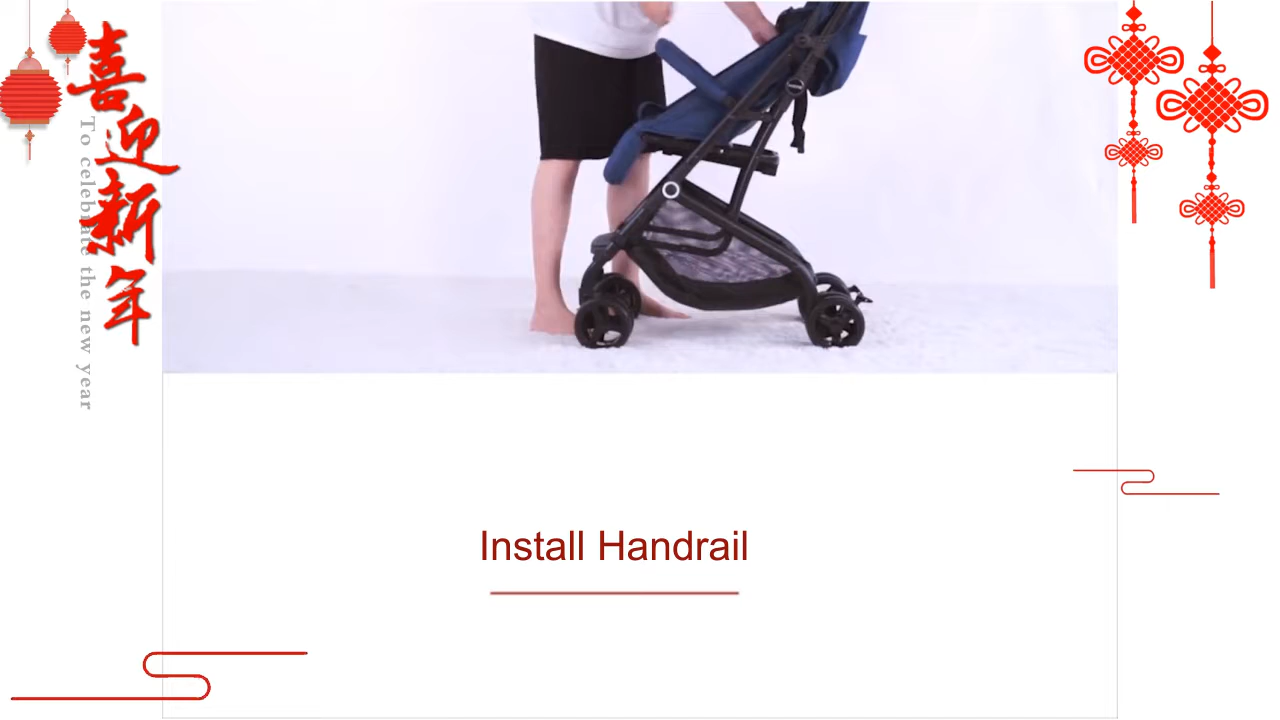 喜迎新年
To celebrate the new year
Install Handrail